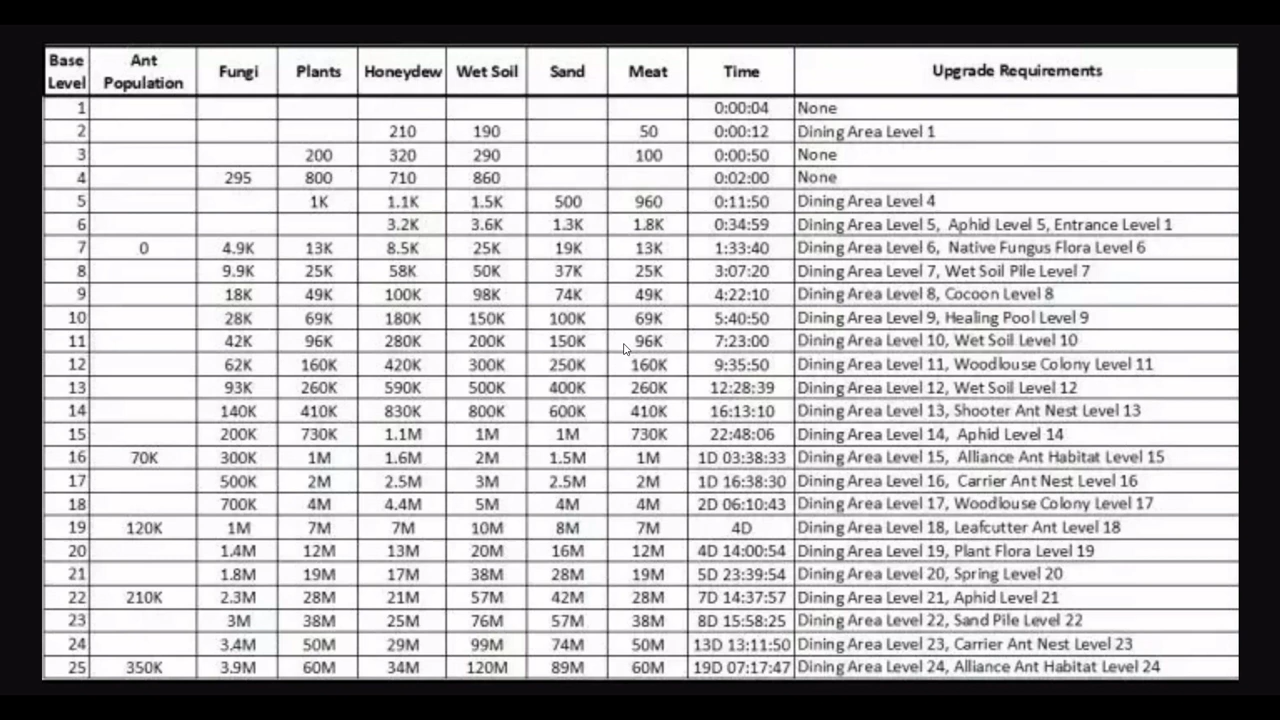 Base Level Ant Population Fungi Plants Honeydew Wet Soil Sand Meat Time Upgrade Requirements
1 0:00:04 None
2 210 190 50 0:00:12 Dining Area Level 1
3 200 320 290 100 0:00:50 None
4 295 800 710 860 0:02:00 None
5 1K 1.1K 1.5K 500 960 0:11:50 Dining Area Level 4
6 3.2K 3.6K 1.3K 1.8K 0:34:59 Dining Area Level 5, Aphid Level 5, Entrance Level 1
7 0 4.9K 13K 8.5K 25K 19K 13K 1:33:40 Dining Area Level 6, Native Fungus Flora Level 6
8 9.9K 25K 58K 50K 37K 25K 3:07:20 Dining Area Level 7, Wet Soil Pile Level 7
9 18K 49K 100K 98K 74K 49K 4:22:10 Dining Area Level 8, Cocoon Level 8
10 28K 69K 180K 150K 100K 69K 5:40:50 Dining Area Level 9, Healing Pool Level 9
11 42K 96K 280K 200K 150K 96K 7:23:00 Dining Area Level 10, Wet Soil Level 10
12 62K 160K 420K 300K 250K 160K 9:35:50 Dining Area Level 11, Woodlouse Colony Level 11
13 93K 260K 590K 500K 400K 260K 12:28:39 Dining Area Level 12, Wet Soil Level 12
14 140K 410K 830K 800K 600K 410K 16:13:10 Dining Area Level 13, Shooter Ant Nest Level 13
15 200K 730K 1.1M 1M 1M 730K 22:48:06 Dining Area Level 14, Aphid Level 14
16 70K 300K 1M 1.6M 2M 1.5M 1M 1D 03:38:33 Dining Area Level 15, Alliance Ant Habitat Level 15
17 500K 2M 2.5M 3M 2.5M 2M 1D 16:38:30 Dining Area Level 16, Carrier Ant Nest Level 16
18 700K 4M 4.4M 5M 4M 4M 2D 06:10:43 Dining Area Level 17, Woodlouse Colony Level 17
19 120K 1M 7M 7M 10M 8M 7M 4D Dining Area Level 18, Leafcutter Ant Level 18
20 1.4M 12M 13M 20M 16M 12M 4D 14:00:54 Dining Area Level 19, Plant Flora Level 19
21 1.8M 19M 17M 38M 28M 19M 5D 23:39:54 Dining Area Level 20, Spring Level 20
22 210K 2.3M 28M 21M 57M 42M 28M 7D 14:37:57 Dining Area Level 21, Aphid Level 21
23 3M 38M 25M 76M 57M 38M 8D 15:58:25 Dining Area Level 22, Sand Pile Level 22
24 3.4M 50M 29M 99M 74M 50M 13D 13:11:50 Dining Area Level 23, Carrier Ant Nest Level 23
25 350K 3.9M 60M 34M 120M 89M 60M 19D 07:17:47 Dining Area Level 24, Alliance Ant Habitat Level 24